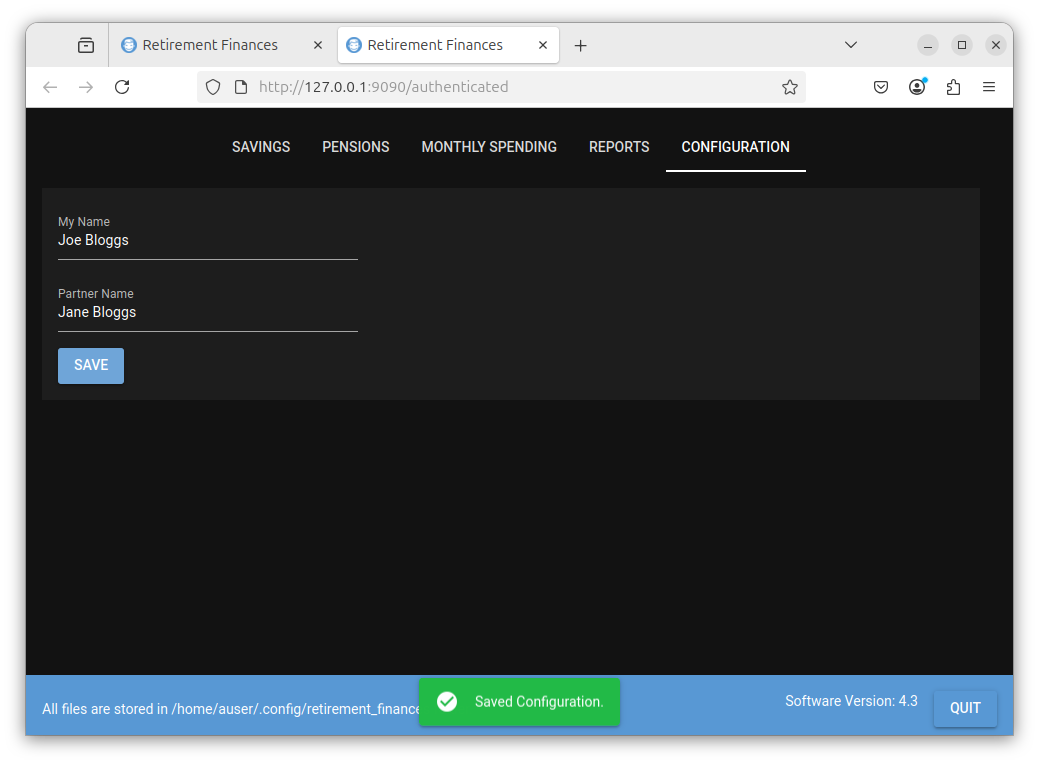 Retirement Finances
Retirement Finances
http://127.0.0.1:9090/authenticated
SAVINGS PENSIONS MONTHLY SPENDING REPORTS CONFIGURATION
My Name
Joe Bloggs
Partner Name
Jane Bloggs
SAVE
All files are stored in /home/auser/.config/retirement_finance
Saved Configuration.
Software Version: 4.3
QUIT